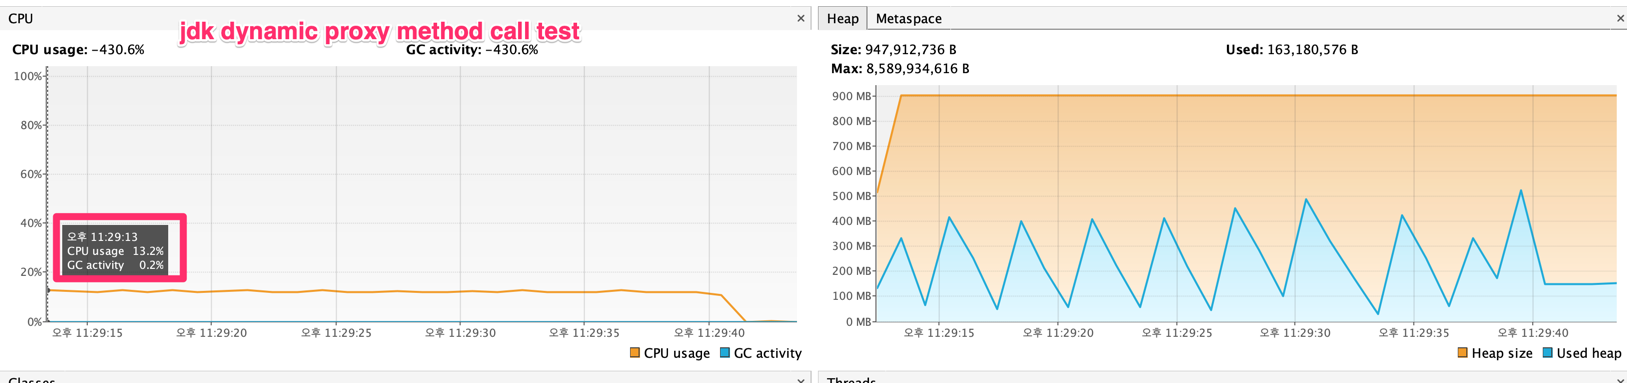 CPU
jdk dynamic proxy method call test
CPU usage: -430.6%
GC activity: -430.6%
100%
80%
60%
40%
20%
0%
오후 11:29:13
CPU usage 13.2%
GC activity 0.2%
오후 11:29:15 오후 11:29:20 오후 11:29:25 오후 11:29:30 오후 11:29:35 오후 11:29:40
CPU usage GC activity
Classes
Heap Metaspace
Size: 947,912,736 B
Used: 163,180,576 B
Max: 8,589,934,616 B
900 MB
800 MB
700 MB
600 MB
500 MB
400 MB
300 MB
200 MB
100 MB
0 MB
오후 11:29:15 오후 11:29:20 오후 11:29:25 오후 11:29:30 오후 11:29:35 오후 11:29:40
Heap size Used heap
Threads